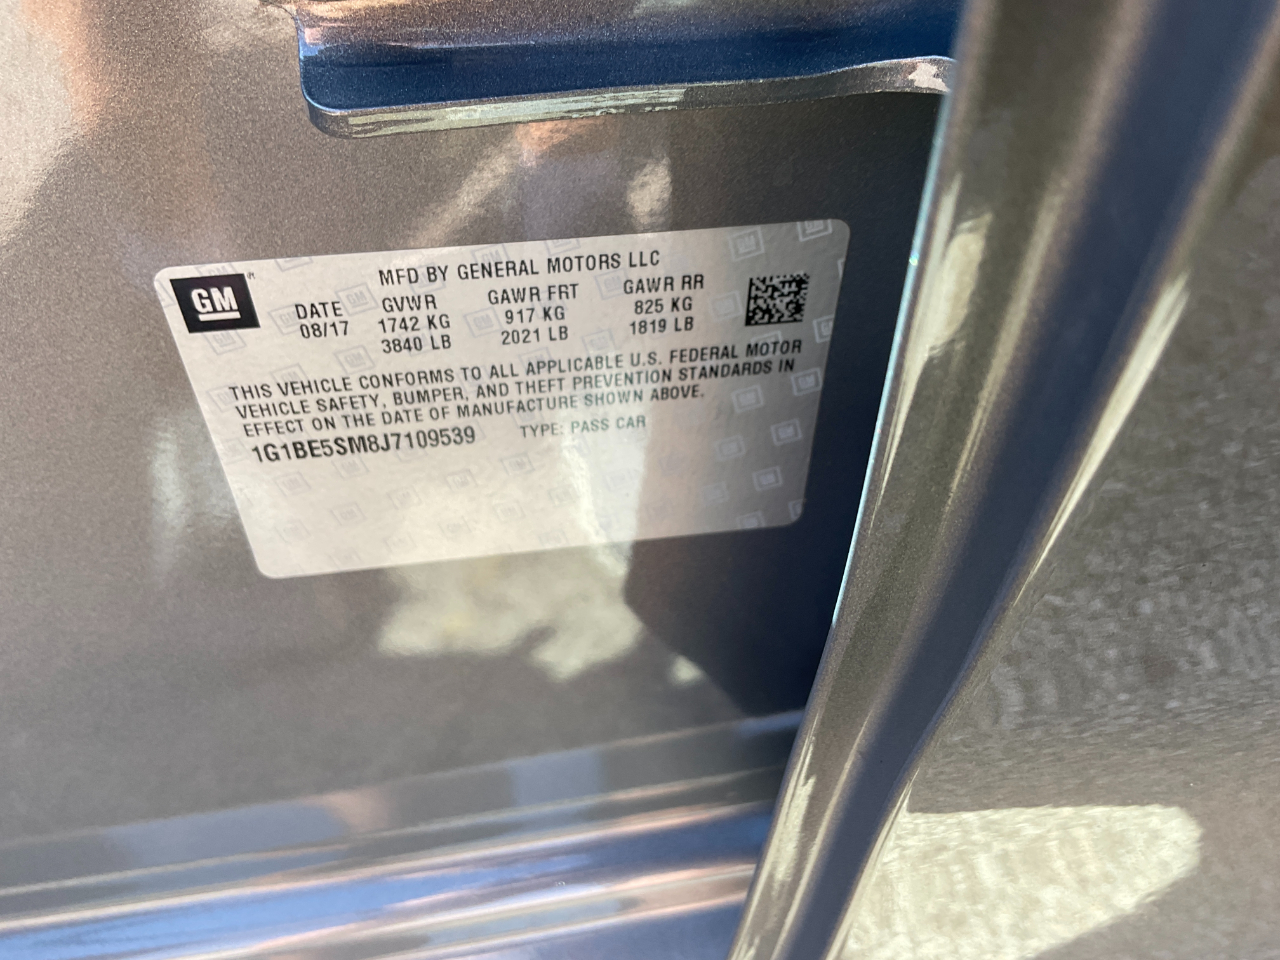 MFD BY GENERAL MOTORS LLC
GM
DATE GVWR GAWR FRT GAWR RR
08/17 1742 KG 917 KG 825 KG
3840 LB 2021 LB 1819 LB
THIS VEHICLE CONFORMS TO ALL APPLICABLE U.S. FEDERAL MOTOR
VEHICLE SAFETY, BUMPER, AND THEFT PREVENTION STANDARDS IN
EFFECT ON THE DATE OF MANUFACTURE SHOWN ABOVE.
1G1BE5SM8J7109539 TYPE: PASS CAR